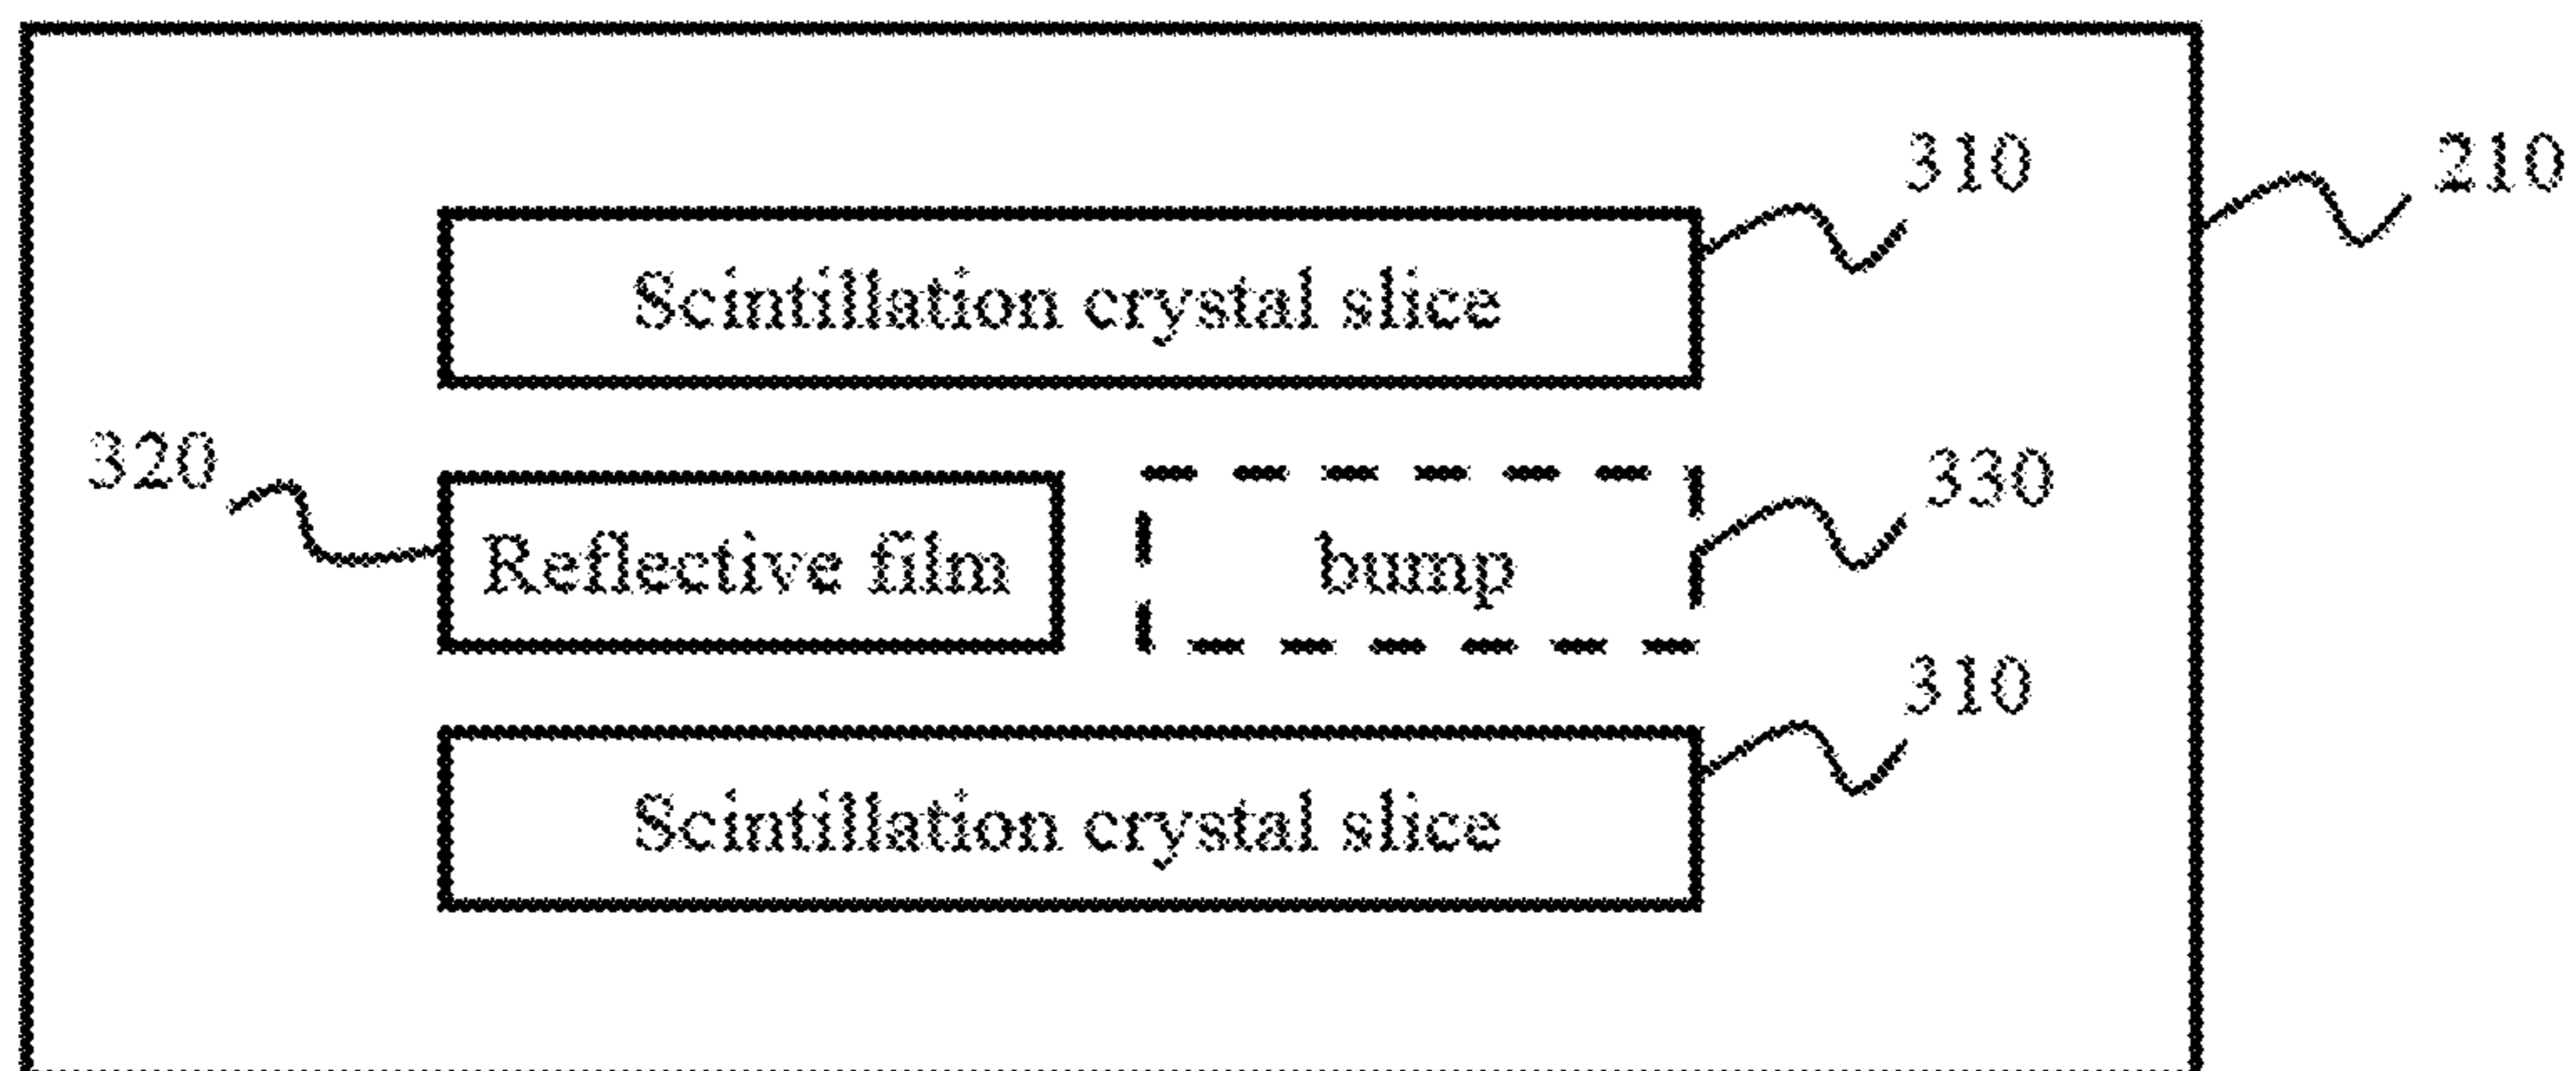 310
210
Scintillation crystal slice
320
330
Reflective film
bump
310
Scintillation crystal slice